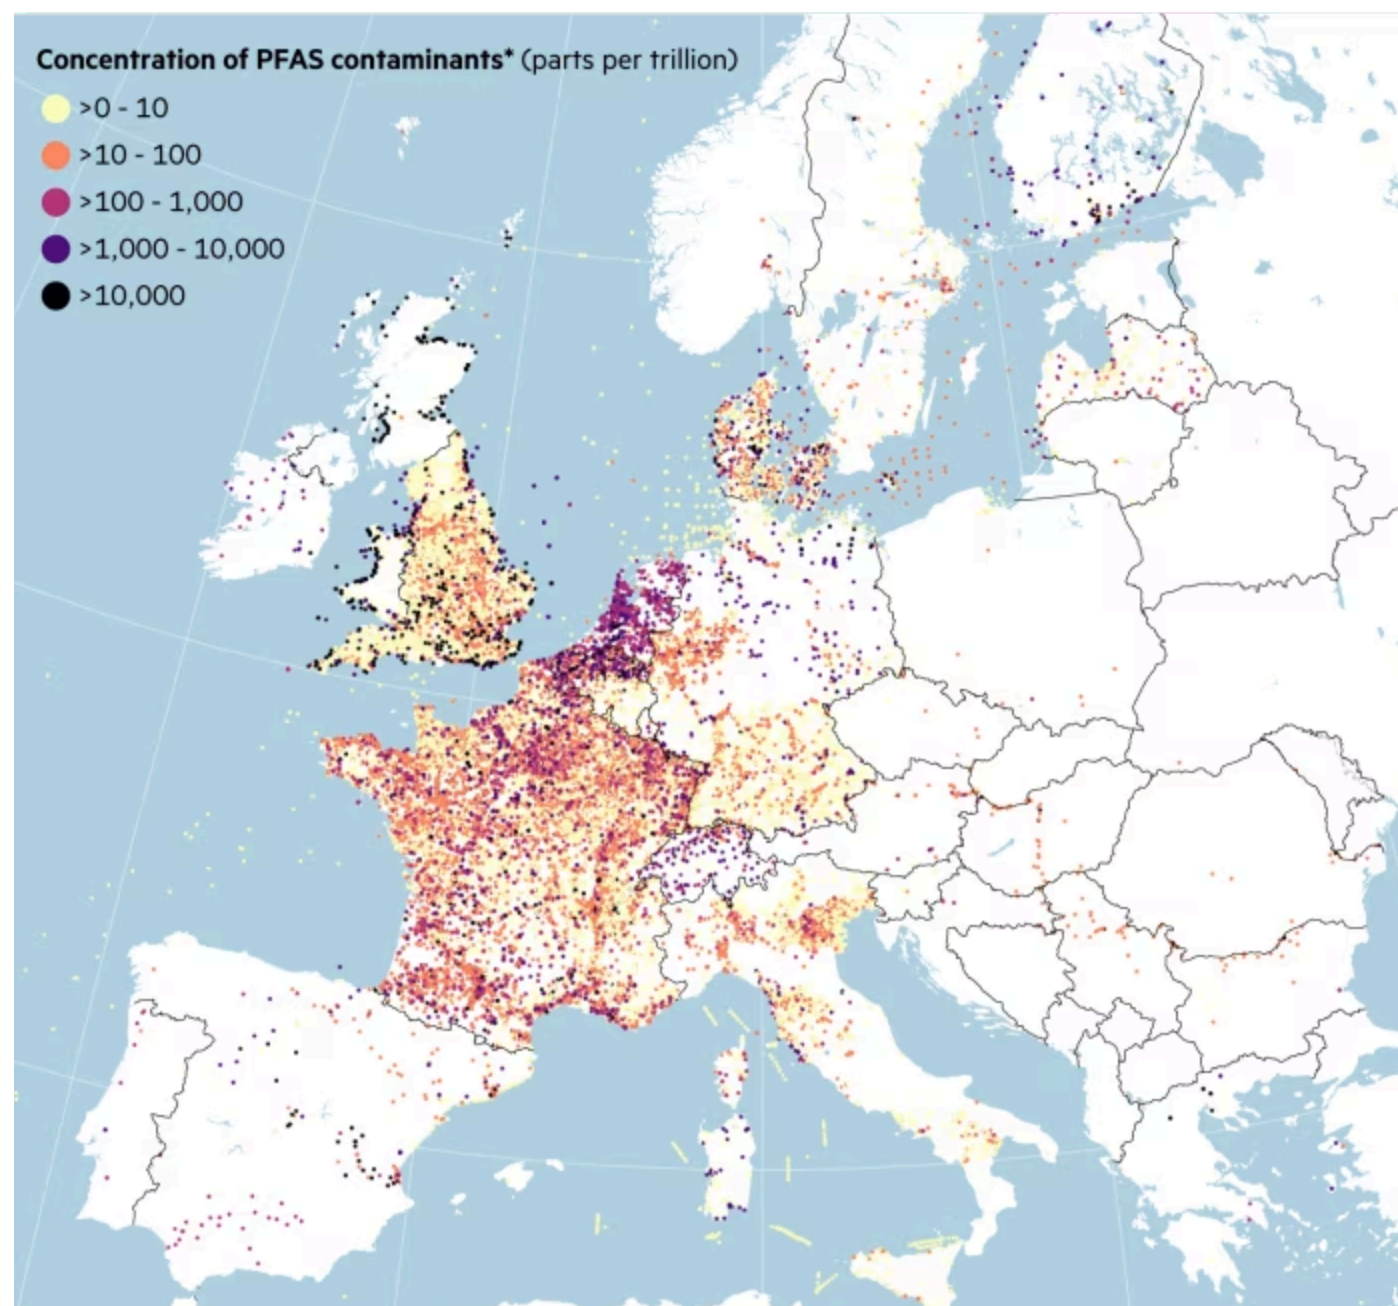 Concentration of PFAS contaminants* (parts per trillion)
>0 - 10
>10 - 100
>100 - 1,000
>1,000 - 10,000
>10,000